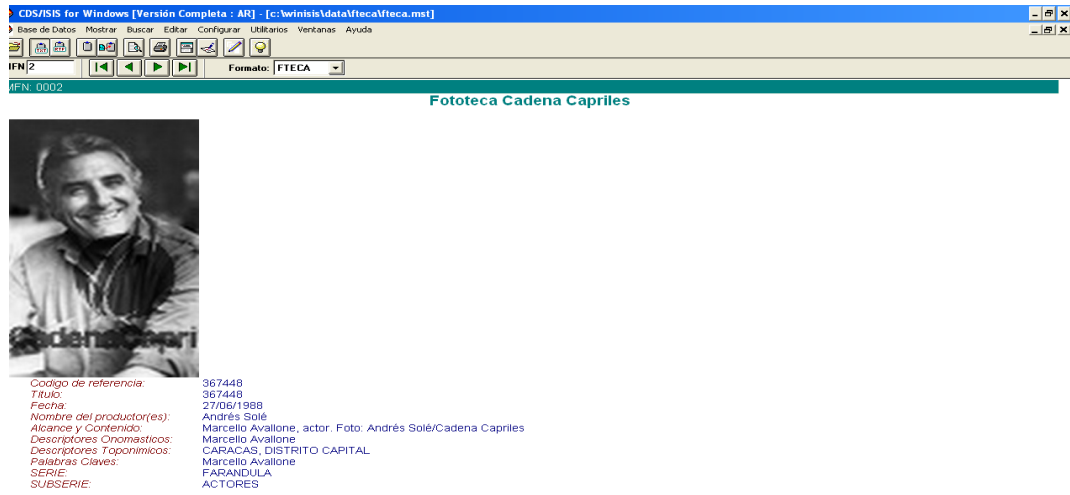 CDS/ISIS for Windows [Versión Completa : AR] - [c:\winisis\data\fteca\fteca.mst]
Base de Datos Mostrar Buscar Editar Configurar Utilitarios Ventanas Ayuda
MFN 2 Formato: FTECA
MFN: 0002
Fototeca Cadena Capriles
CadenaCapri
Codigo de referencia: 367448
Titulo: 367448
Fecha: 27/06/1988
Nombre del productor(es): Andrés Solé
Alcance y Contenido: Marcello Avallone, actor. Foto: Andrés Solé/Cadena Capriles
Descriptores Onomasticos: Marcello Avallone
Descriptores Toponimicos: CARACAS, DISTRITO CAPITAL
Palabras Claves: Marcello Avallone
SERIE: FARANDULA
SUBSERIE: ACTORES